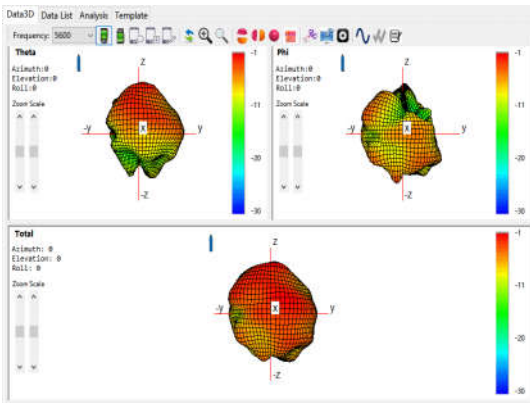 Data3D Data List Analysis Template
Frequency: 5600
Theta
Azimuth:0
Elevation:0
Roll:0
Zoom Scale
z
-y
x
y
-z
-1
-11
-20
-30
Phi
Azimuth:0
Elevation:0
Roll:0
Zoom Scale
z
-y
x
y
-z
-1
-11
-20
-30
Total
Azimuth: 0
Elevation: 0
Roll: 0
Zoom Scale
z
-y
x
y
-z
-1
-11
-20
-30